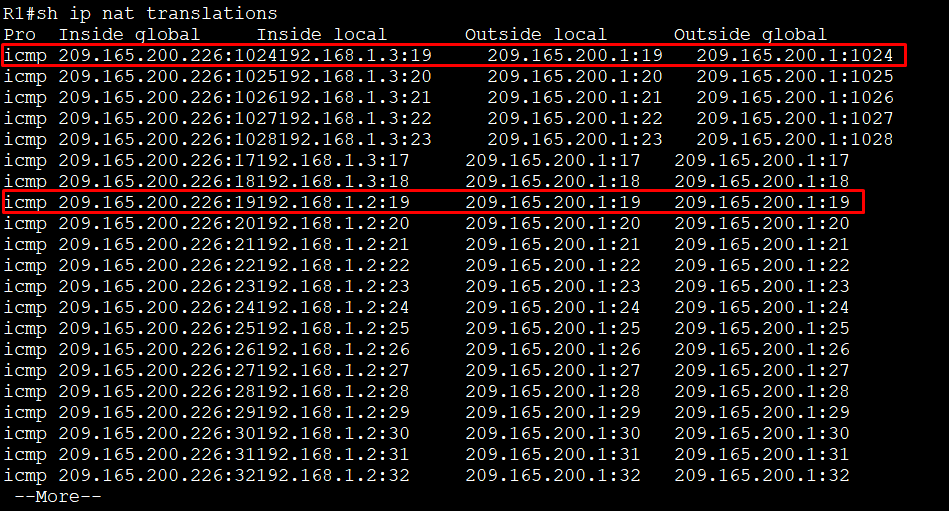 R1#sh ip nat translations
Pro  Inside global     Inside local       Outside local      Outside global
icmp 209.165.200.226:1024192.168.1.3:19     209.165.200.1:19   209.165.200.1:1024
icmp 209.165.200.226:1025192.168.1.3:20     209.165.200.1:20   209.165.200.1:1025
icmp 209.165.200.226:1026192.168.1.3:21     209.165.200.1:21   209.165.200.1:1026
icmp 209.165.200.226:1027192.168.1.3:22     209.165.200.1:22   209.165.200.1:1027
icmp 209.165.200.226:1028192.168.1.3:23     209.165.200.1:23   209.165.200.1:1028
icmp 209.165.200.226:17192.168.1.3:17     209.165.200.1:17   209.165.200.1:17
icmp 209.165.200.226:18192.168.1.3:18     209.165.200.1:18   209.165.200.1:18
icmp 209.165.200.226:19192.168.1.2:19     209.165.200.1:19   209.165.200.1:19
icmp 209.165.200.226:20192.168.1.2:20     209.165.200.1:20   209.165.200.1:20
icmp 209.165.200.226:21192.168.1.2:21     209.165.200.1:21   209.165.200.1:21
icmp 209.165.200.226:22192.168.1.2:22     209.165.200.1:22   209.165.200.1:22
icmp 209.165.200.226:23192.168.1.2:23     209.165.200.1:23   209.165.200.1:23
icmp 209.165.200.226:24192.168.1.2:24     209.165.200.1:24   209.165.200.1:24
icmp 209.165.200.226:25192.168.1.2:25     209.165.200.1:25   209.165.200.1:25
icmp 209.165.200.226:26192.168.1.2:26     209.165.200.1:26   209.165.200.1:26
icmp 209.165.200.226:27192.168.1.2:27     209.165.200.1:27   209.165.200.1:27
icmp 209.165.200.226:28192.168.1.2:28     209.165.200.1:28   209.165.200.1:28
icmp 209.165.200.226:29192.168.1.2:29     209.165.200.1:29   209.165.200.1:29
icmp 209.165.200.226:30192.168.1.2:30     209.165.200.1:30   209.165.200.1:30
icmp 209.165.200.226:31192.168.1.2:31     209.165.200.1:31   209.165.200.1:31
icmp 209.165.200.226:32192.168.1.2:32     209.165.200.1:32   209.165.200.1:32
 --More--